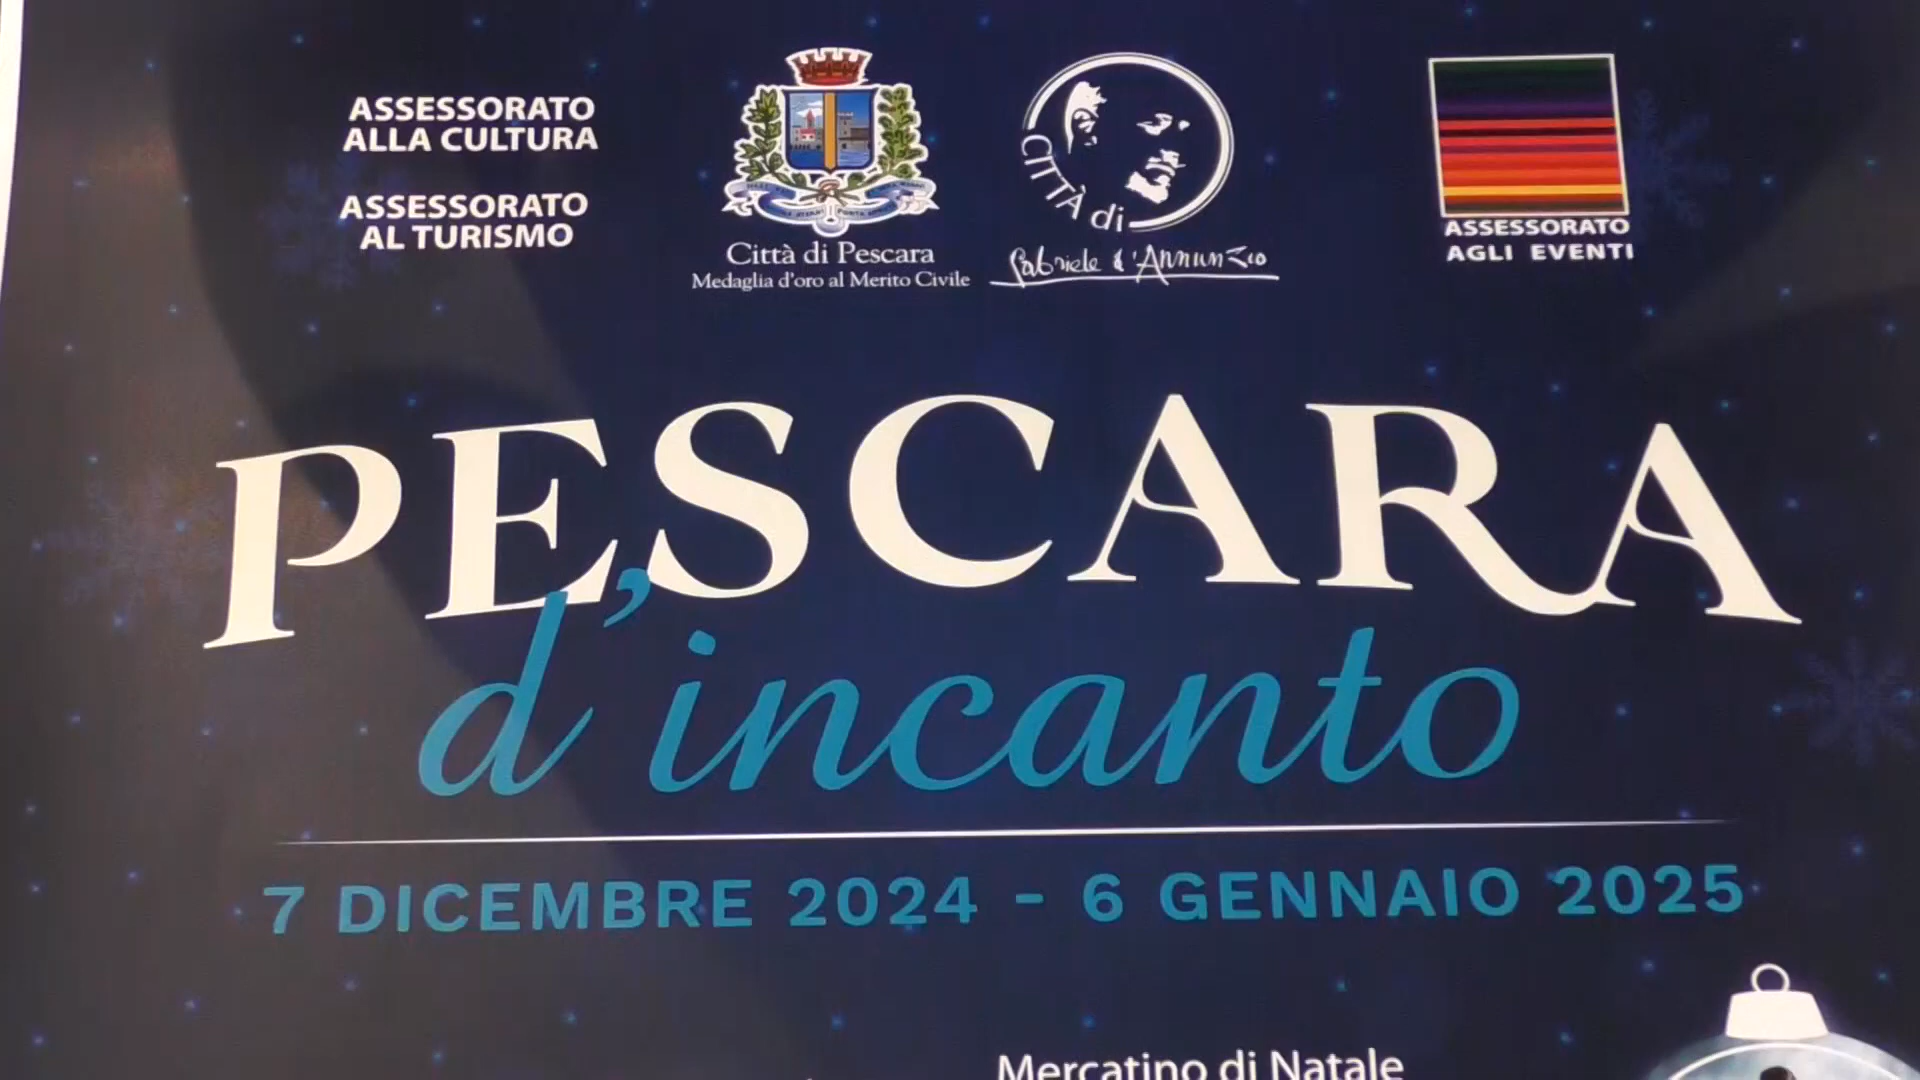 ASSESSORATO
ALLA CULTURA
ASSESSORATO
AL TURISMO
Città di Pescara
Medaglia d'oro al Merito Civile
CITTÀ di
Gabriele d'Annunzio
ASSESSORATO
AGLI EVENTI
PESCARA
d'incanto
7 DICEMBRE 2024 - 6 GENNAIO 2025
Mercatino di Natale